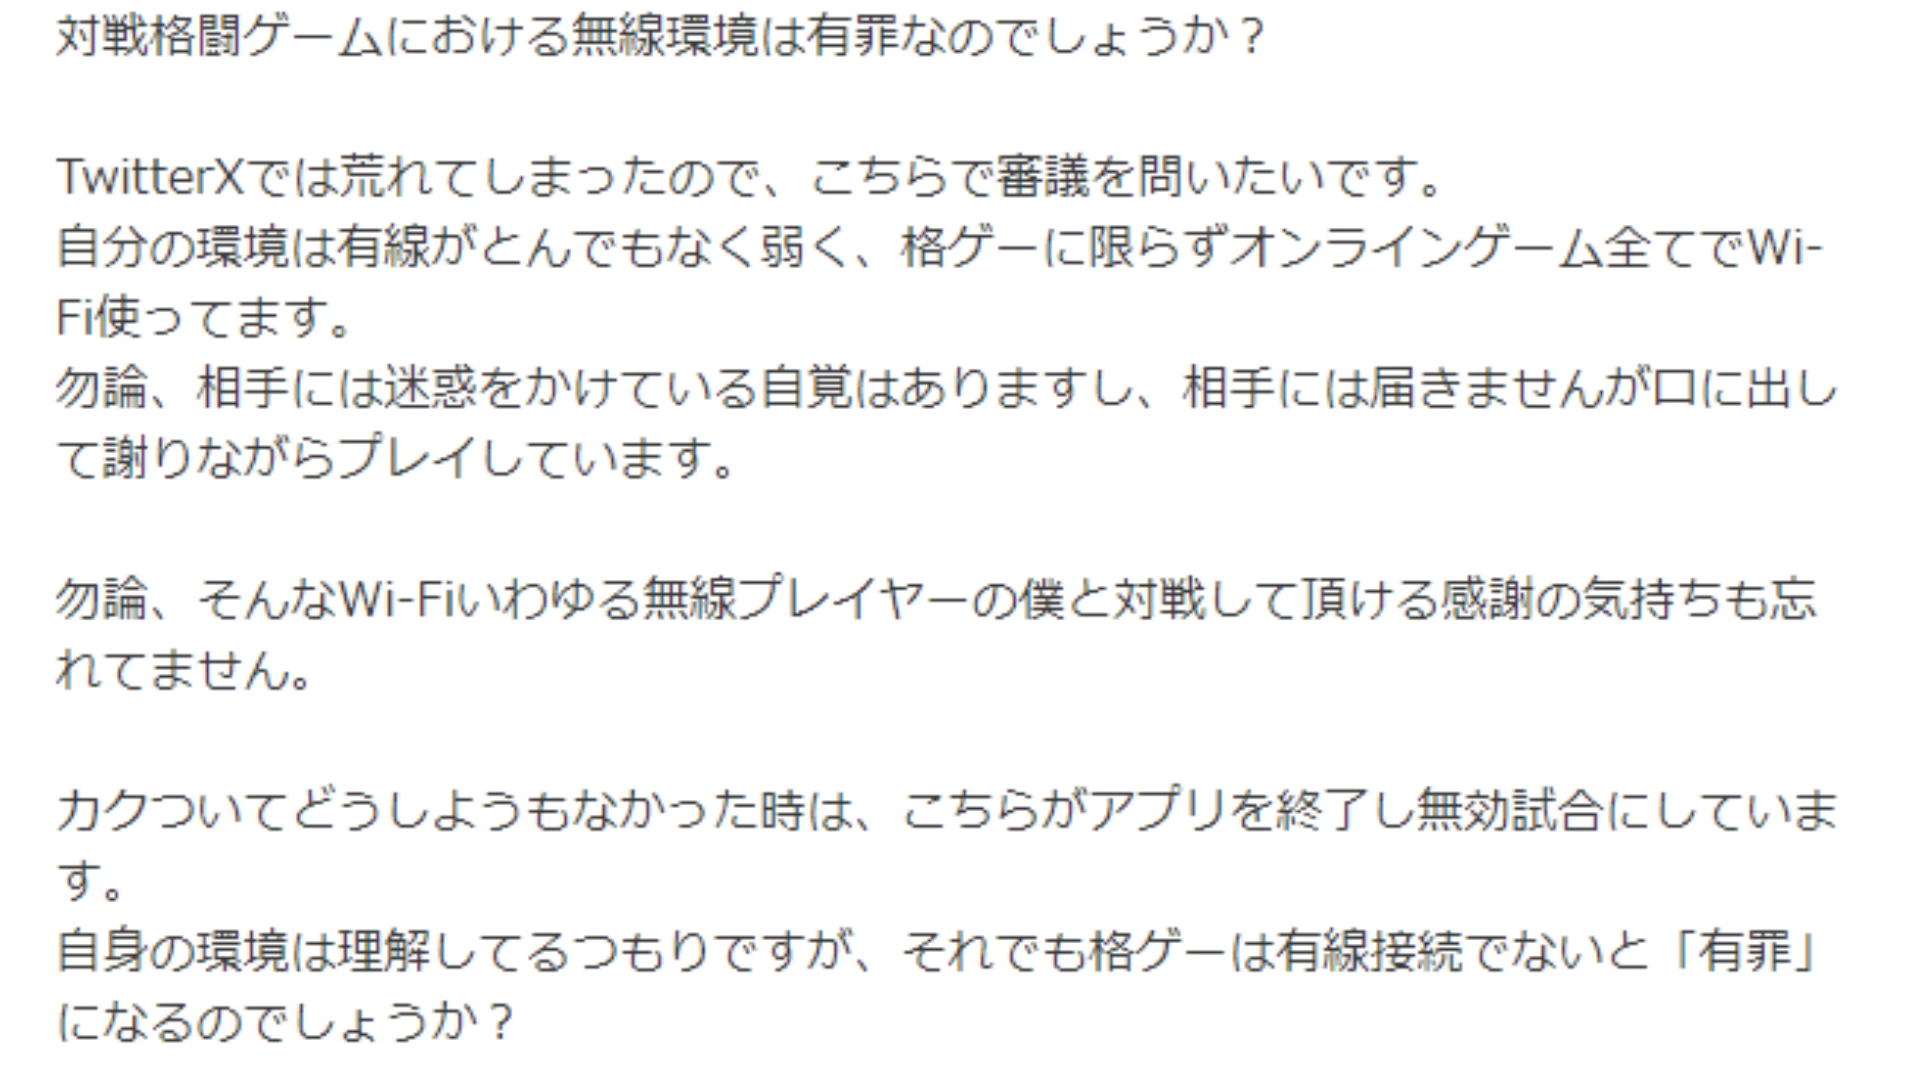 対戦格闘ゲームにおける無線環境は有罪なのでしょうか？
TwitterXでは荒れてしまったので、こちらで審議を問いたいです。
自分の環境は有線がとんでもなく弱く、格ゲーに限らずオンラインゲーム全てでWi-
Fi使ってます。
勿論、相手には迷惑をかけている自覚はありますし、相手には届きませんが口に出し
て謝りながらプレイしています。
勿論、そんなWi-Fiいわゆる無線プレイヤーの僕と対戦して頂ける感謝の気持ちも忘
れてません。
カクついてどうしようもなかった時は、こちらがアプリを終了し無効試合にしていま
す。
自身の環境は理解してるつもりですが、それでも格ゲーは有線接続でないと「有罪」
になるのでしょうか？